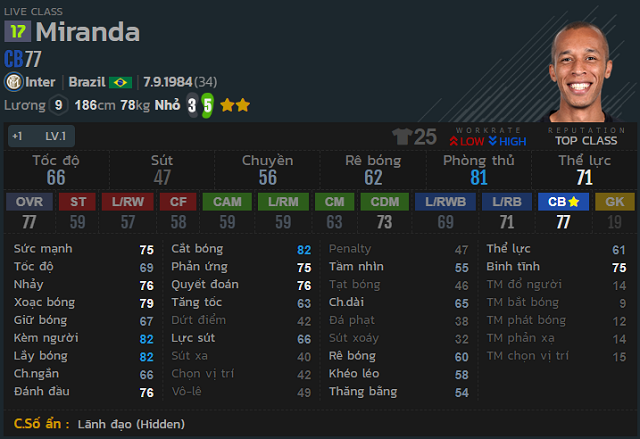 LIVE CLASS
17 Miranda
CB77
Inter | Brazil | 7.9.1984(34)
Lương 9 186cm 78kg Nhỏ 3 5
+1 LV.1
25 WORKRATE LOW HIGH REPUTATION TOP CLASS
Tốc độ Sút Chuyền Rê bóng Phòng thủ Thể lực
66 47 56 62 81 71
OVR ST L/RW CF CAM L/RM CM CDM L/RWB L/RB CB GK
77 59 57 58 59 59 63 73 69 71 77 19
Sức mạnh 75 Cắt bóng 82 Penalty 47 Thể lực 61
Tốc độ 69 Phản ứng 75 Tầm nhìn 55 Bình tĩnh 75
Nhảy 76 Quyết đoán 76 Tạt bóng 46 TM đổ người 14
Xoạc bóng 79 Tăng tốc 63 Ch.dài 65 TM bắt bóng 9
Giữ bóng 67 Dứt điểm 42 Đá phạt 38 TM phát bóng 12
Kèm người 82 Lực sút 66 Sút xoáy 32 TM phản xạ 14
Lấy bóng 82 Sút xa 40 Rê bóng 60 TM chọn vị trí 15
Ch.ngắn 66 Chọn vị trí 42 Khéo léo 58
Đánh đầu 76 Vô-lê 49 Thăng bằng 54
C.Số ẩn : Lãnh đạo (Hidden)